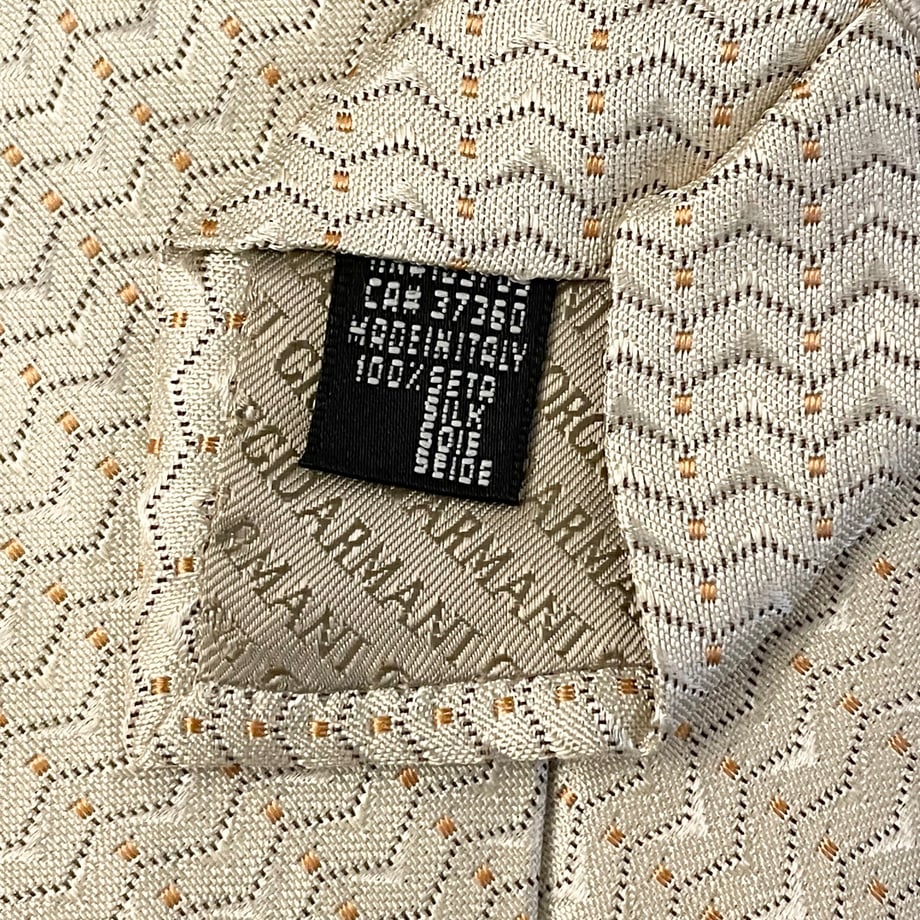 CA# 37360
MADE IN ITALY
100% SETA
SILK
SOIE
SEIDE
ARMANI
ARMANI
ARMANI